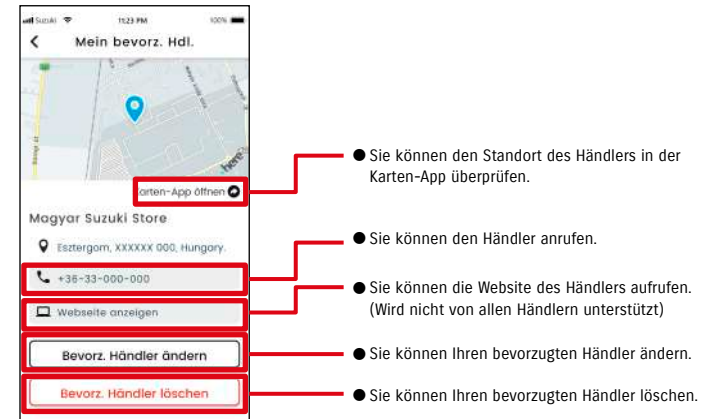 Suzuki 11:23 PM 100%
Mein bevorz. Hdl.
here
Karten-App öffnen
Magyar Suzuki Store
Esztergom, XXXXXX 000, Hungary.
+36-33-000-000
Webseite anzeigen
Bevorz. Händler ändern
Bevorz. Händler löschen
● Sie können den Standort des Händlers in der
Karten-App überprüfen.
● Sie können den Händler anrufen.
● Sie können die Website des Händlers aufrufen.
(Wird nicht von allen Händlern unterstützt)
● Sie können Ihren bevorzugten Händler ändern.
● Sie können Ihren bevorzugten Händler löschen.